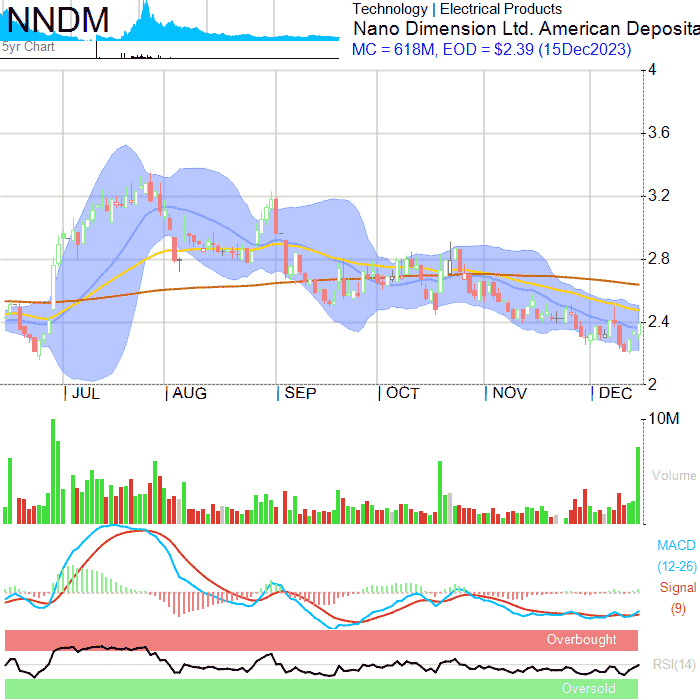 NNDM
5yr Chart
Technology | Electrical Products
Nano Dimension Ltd. American Deposita
MC = 618M, EOD = $2.39 (15Dec2023)
4
3.6
3.2
2.8
2.4
2
| JUL | AUG | SEP | OCT | NOV | DEC
10M
Volume
MACD
(12-26)
Signal
(9)
Overbought
RSI(14)
Oversold